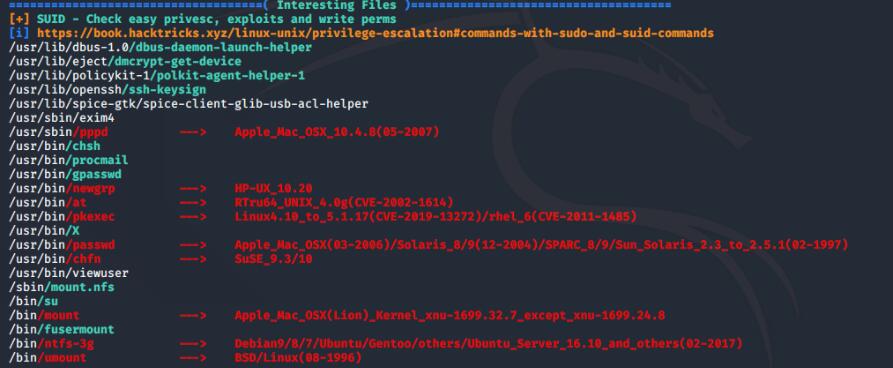 ===================================( Interesting Files )====================================
[+] SUID - Check easy privesc, exploits and write perms
[i] https://book.hacktricks.xyz/linux-unix/privilege-escalation#commands-with-sudo-and-suid-commands
/usr/lib/dbus-1.0/dbus-daemon-launch-helper
/usr/lib/eject/dmcrypt-get-device
/usr/lib/policykit-1/polkit-agent-helper-1
/usr/lib/openssh/ssh-keysign
/usr/lib/spice-gtk/spice-client-glib-usb-acl-helper
/usr/sbin/exim4
/usr/sbin/pppd ---> Apple_Mac_OSX_10.4.8(05-2007)
/usr/bin/chsh
/usr/bin/procmail
/usr/bin/gpasswd
/usr/bin/newgrp ---> HP-UX_10.20
/usr/bin/at ---> RTru64_UNIX_4.0g(CVE-2002-1614)
/usr/bin/pkexec ---> Linux4.10_to_5.1.17(CVE-2019-13272)/rhel_6(CVE-2011-1485)
/usr/bin/X
/usr/bin/passwd ---> Apple_Mac_OSX(03-2006)/Solaris_8/9(12-2004)/SPARC_8/9/Sun_Solaris_2.3_to_2.5.1(02-1997)
/usr/bin/chfn ---> SuSE_9.3/10
/usr/bin/viewuser
/sbin/mount.nfs
/bin/su
/bin/mount ---> Apple_Mac_OSX(Lion)_Kernel_xnu-1699.32.7_except_xnu-1699.24.8
/bin/fusermount
/bin/ntfs-3g ---> Debian9/8/7/Ubuntu/Gentoo/others/Ubuntu_Server_16.10_and_others(02-2017)
/bin/umount ---> BSD/Linux(08-1996)